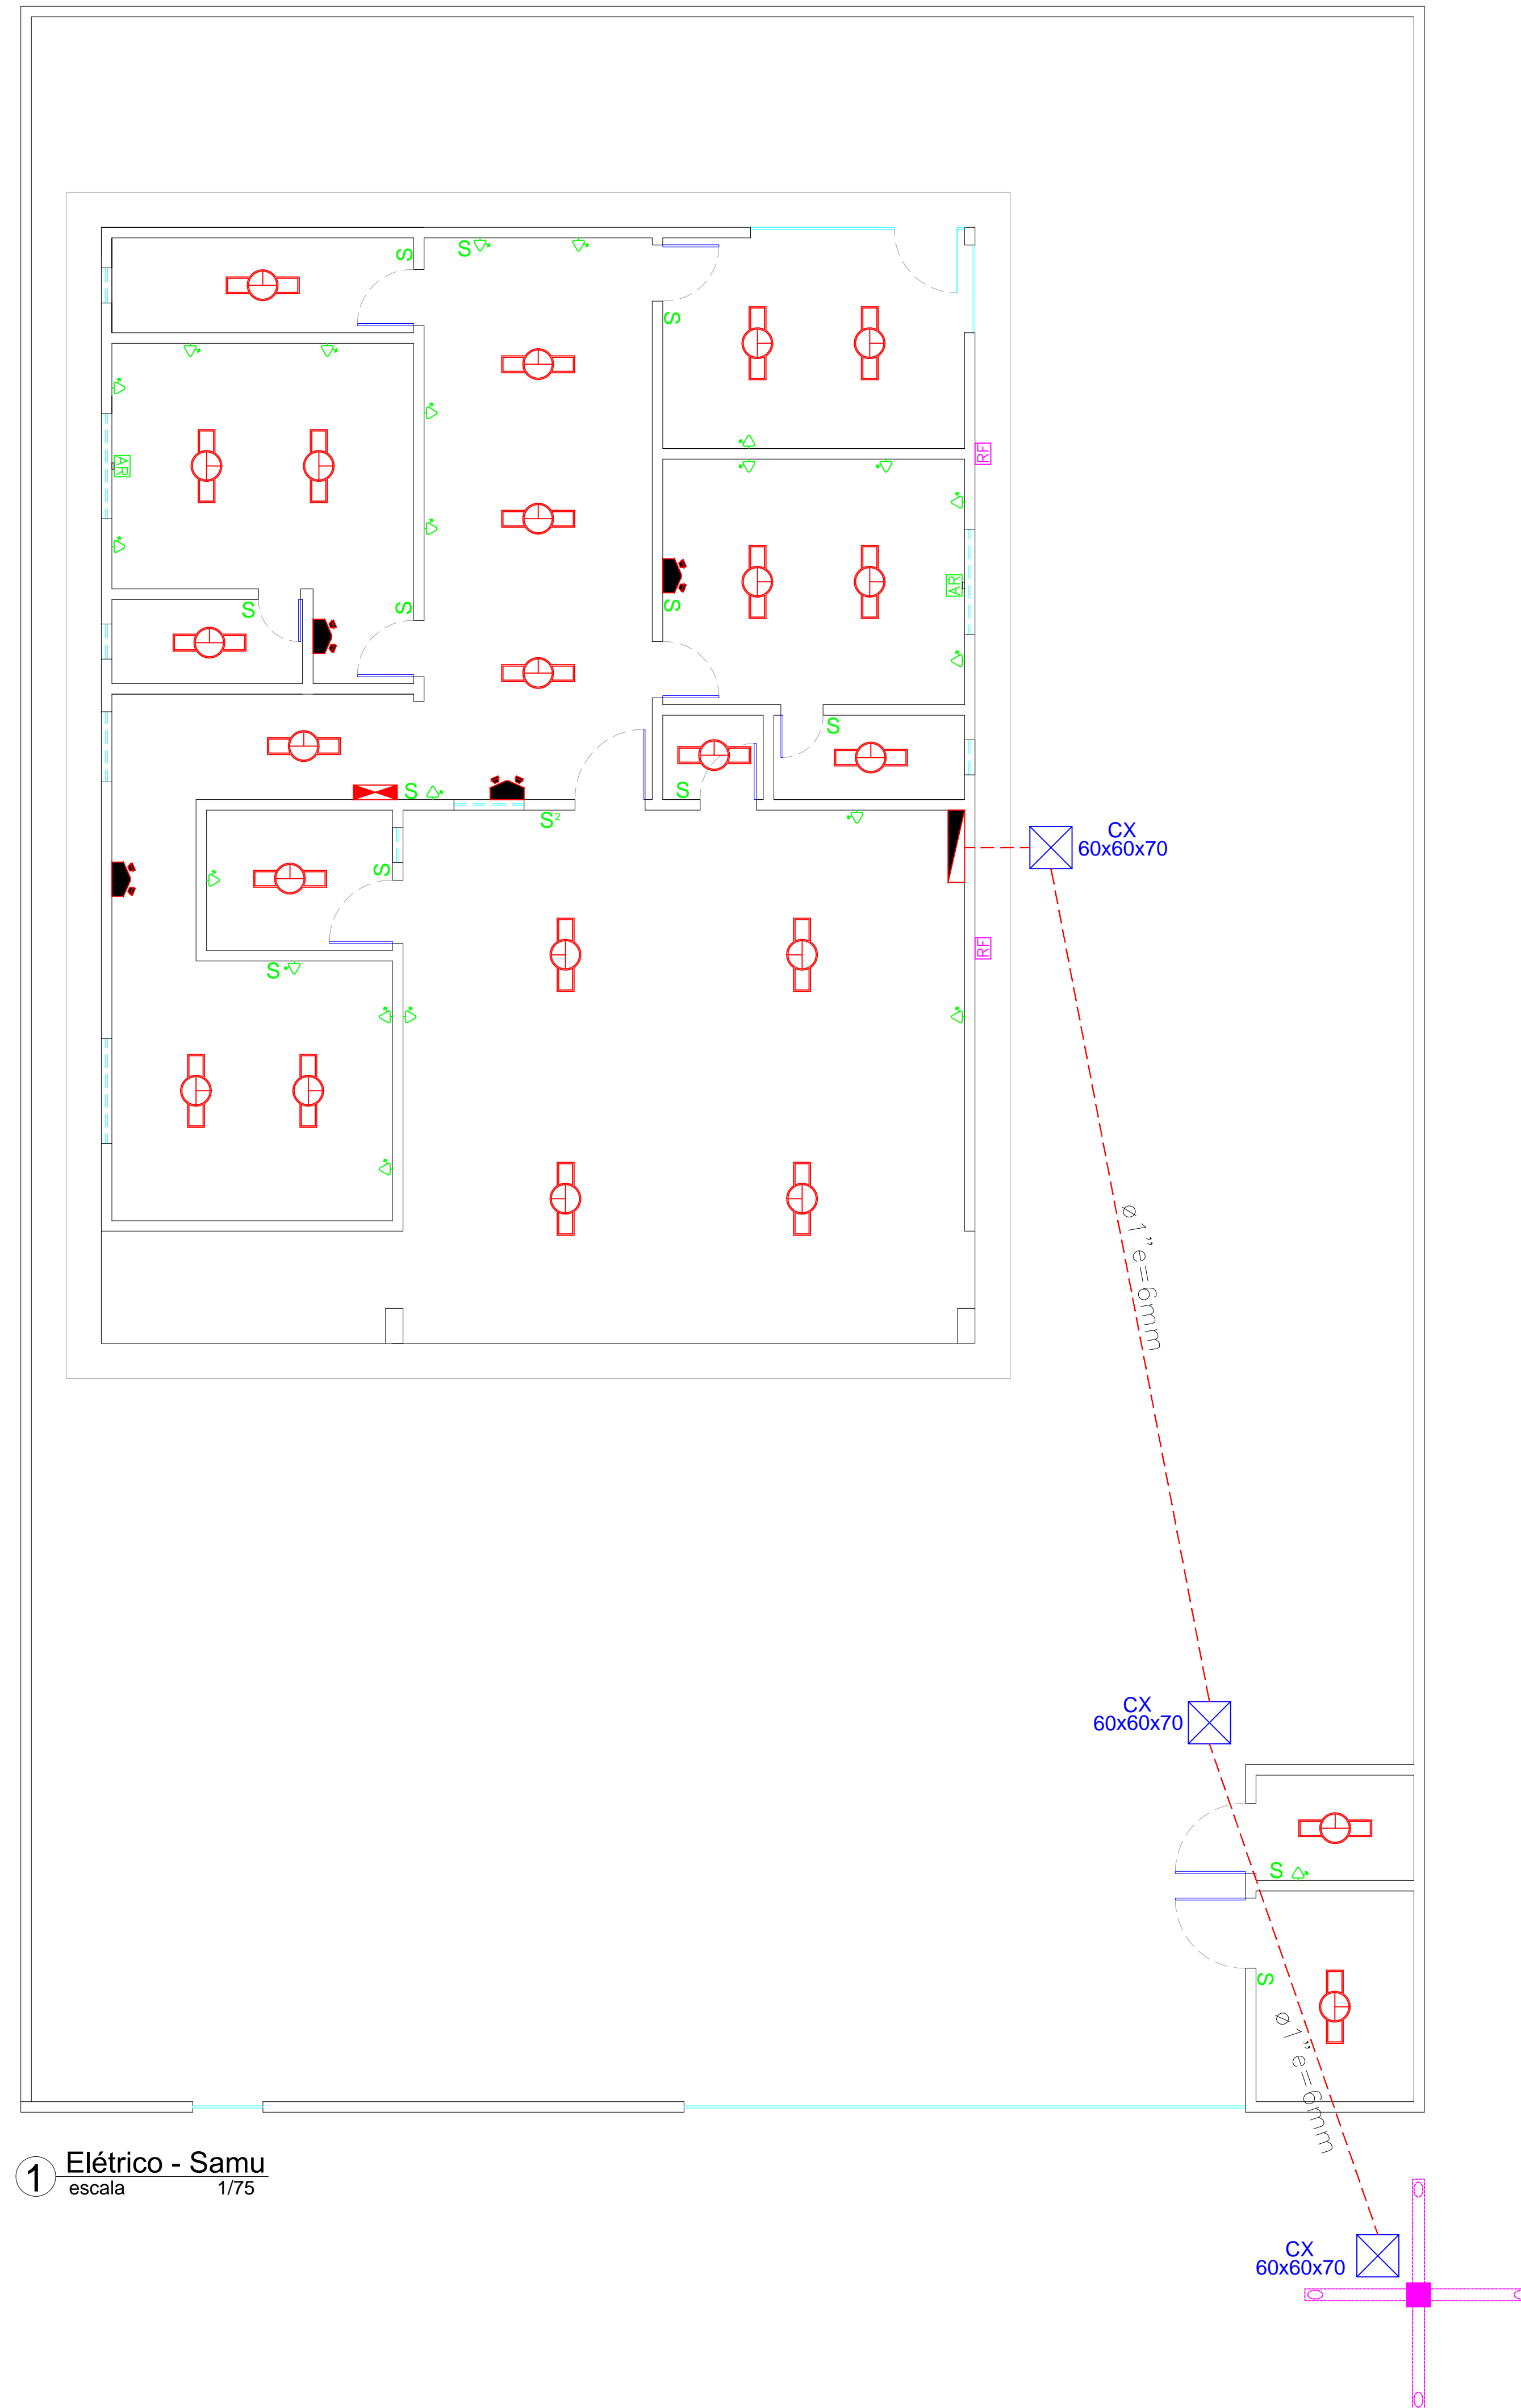 S
S
S
S
RF
AR
S
S
S
AR
S
S
S
S²
CX
60x60x70
S
RF
S
ø1"e=6mm
CX
60x60x70
S
S
ø1"e=6mm
1
Elétrico - Samu
escala 1/75
CX
60x60x70